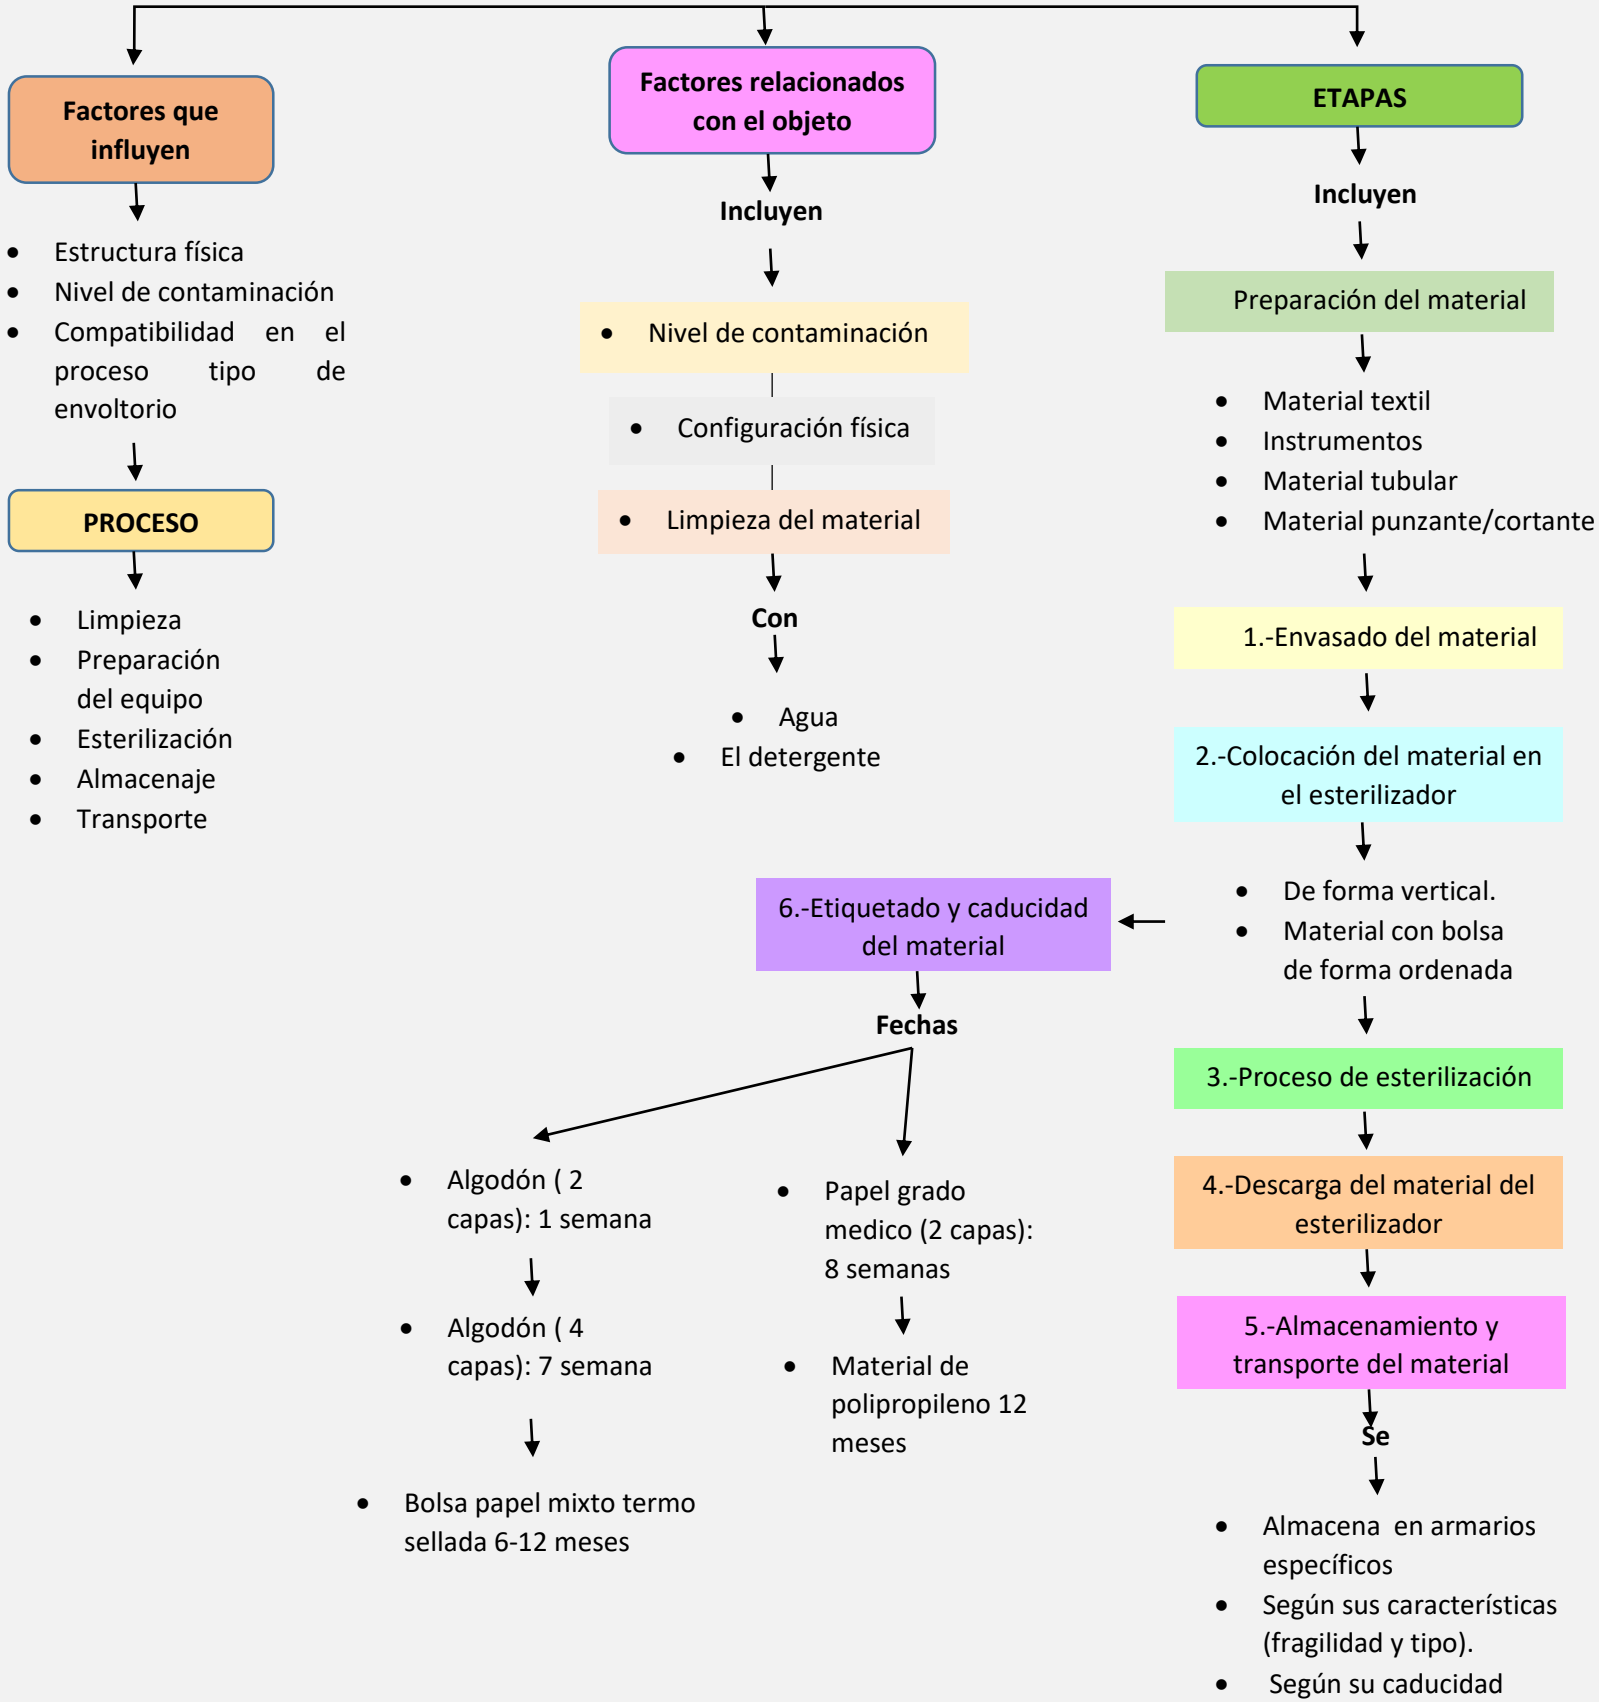 Factores que
influyen
• Estructura física
• Nivel de contaminación
• Compatibilidad en el
proceso tipo de
envoltorio
PROCESO
• Limpieza
• Preparación
del equipo
• Esterilización
• Almacenaje
• Transporte
Factores relacionados
con el objeto
Incluyen
• Nivel de contaminación
• Configuración física
• Limpieza del material
Con
• Agua
• El detergente
ETAPAS
Incluyen
Preparación del material
• Material textil
• Instrumentos
• Material tubular
• Material punzante/cortante
1.-Envasado del material
2.-Colocación del material en
el esterilizador
• De forma vertical.
• Material con bolsa
de forma ordenada
3.-Proceso de esterilización
4.-Descarga del material del
esterilizador
5.-Almacenamiento y
transporte del material
Se
• Almacena en armarios
específicos
• Según sus características
(fragilidad y tipo).
• Según su caducidad
6.-Etiquetado y caducidad
del material
Fechas
• Algodón ( 2
capas): 1 semana
• Algodón ( 4
capas): 7 semana
• Bolsa papel mixto termo
sellada 6-12 meses
• Papel grado
medico (2 capas):
8 semanas
• Material de
polipropileno 12
meses